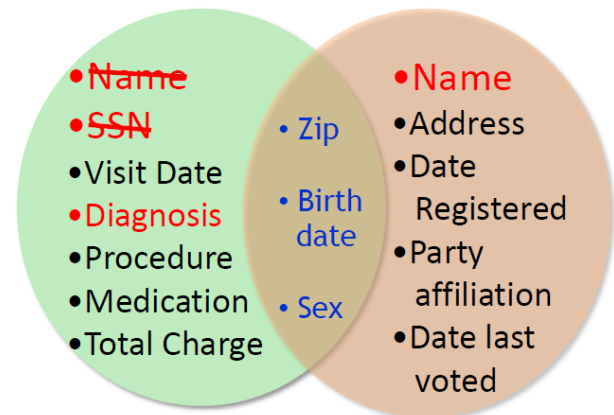 •Name
•SSN
•Visit Date
•Diagnosis
•Procedure
•Medication
•Total Charge
• Zip
• Birth
date
• Sex
•Name
•Address
•Date
Registered
•Party
affiliation
•Date last
voted